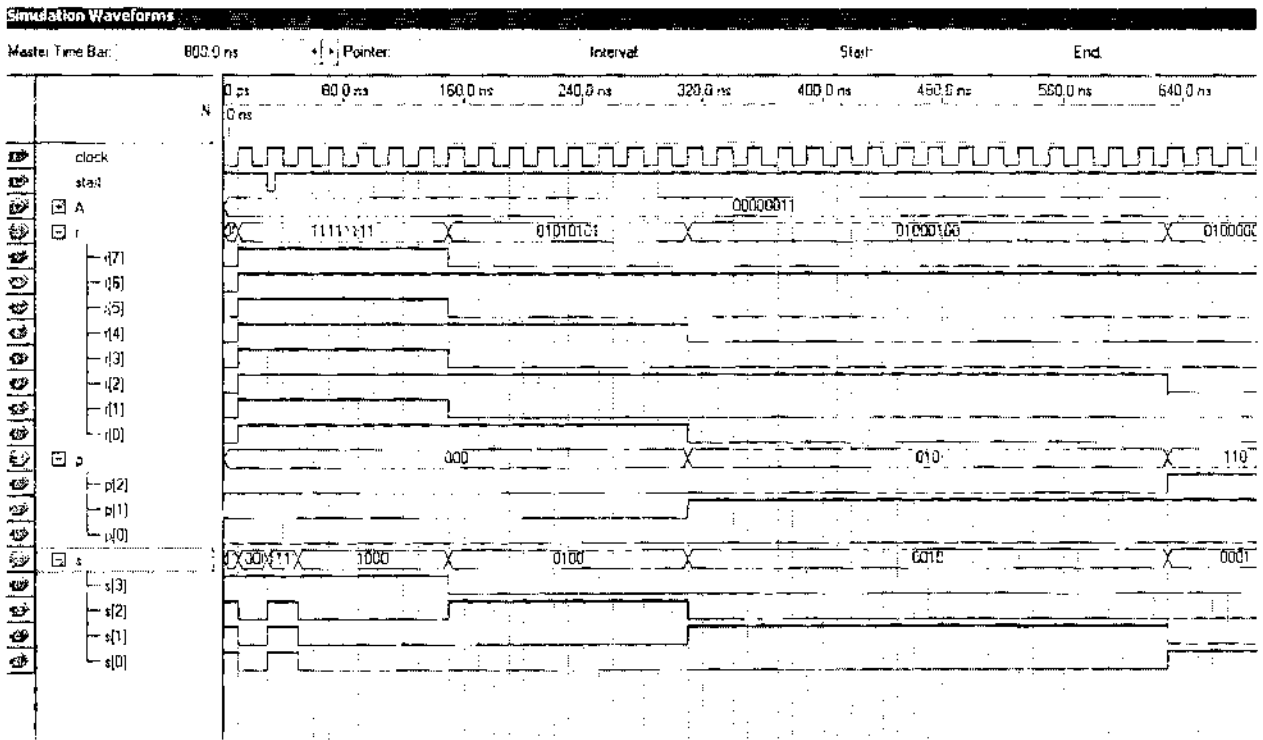 Simulation Waveforms
Master Time Bar: 800.0 ns Pointer: Interval: Start: End:
0 ps 80.0 ns 160.0 ns 240.0 ns 320.0 ns 400.0 ns 480.0 ns 560.0 ns 640.0 ns
N 0 ns
clock
start
A 00000011
r 11111111 01010101 01000100 0100000
r[7]
r[6]
r[5]
r[4]
r[3]
r[2]
r[1]
r[0]
p 000 010 110
p[2]
p[1]
p[0]
s 1000 0100 0010 0001
s[3]
s[2]
s[1]
s[0]